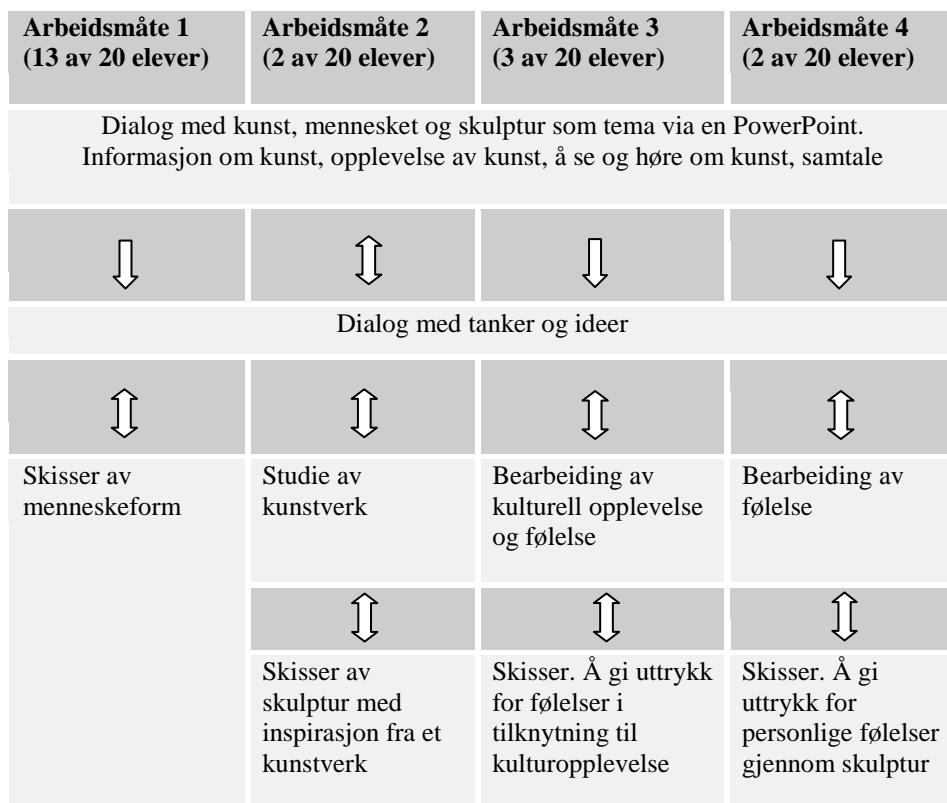 Arbeidsmåte 1
(13 av 20 elever)
Arbeidsmåte 2
(2 av 20 elever)
Arbeidsmåte 3
(3 av 20 elever)
Arbeidsmåte 4
(2 av 20 elever)
Dialog med kunst, mennesket og skulptur som tema via en PowerPoint.
Informasjon om kunst, opplevelse av kunst, å se og høre om kunst, samtale
Dialog med tanker og ideer
Skisser av
menneskeform
Studie av
kunstverk
Bearbeiding av
kulturell opplevelse
og følelse
Bearbeiding av
følelse
Skisser av
skulptur med
inspirasjon fra et
kunstverk
Skisser. Å gi uttrykk
for følelser i
tilknytning til
kulturopplevelse
Skisser. Å gi
uttrykk for
personlige følelser
gjennom skulptur